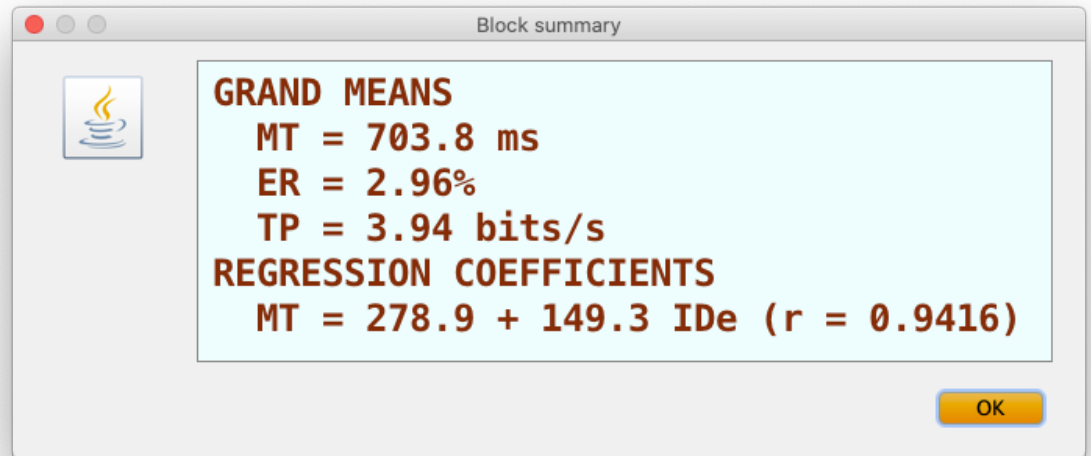 Block summary
GRAND MEANS
MT = 703.8 ms
ER = 2.96%
TP = 3.94 bits/s
REGRESSION COEFFICIENTS
MT = 278.9 + 149.3 IDe (r = 0.9416)
OK